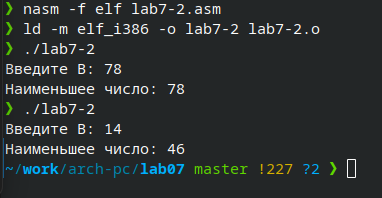 ❯ nasm -f elf lab7-2.asm
❯ ld -m elf_i386 -o lab7-2 lab7-2.o
❯ ./lab7-2
Введите B: 78
Наименьшее число: 78
❯ ./lab7-2
Введите B: 14
Наименьшее число: 46
~/work/arch-pc/lab07 master !227 ?2 ❯